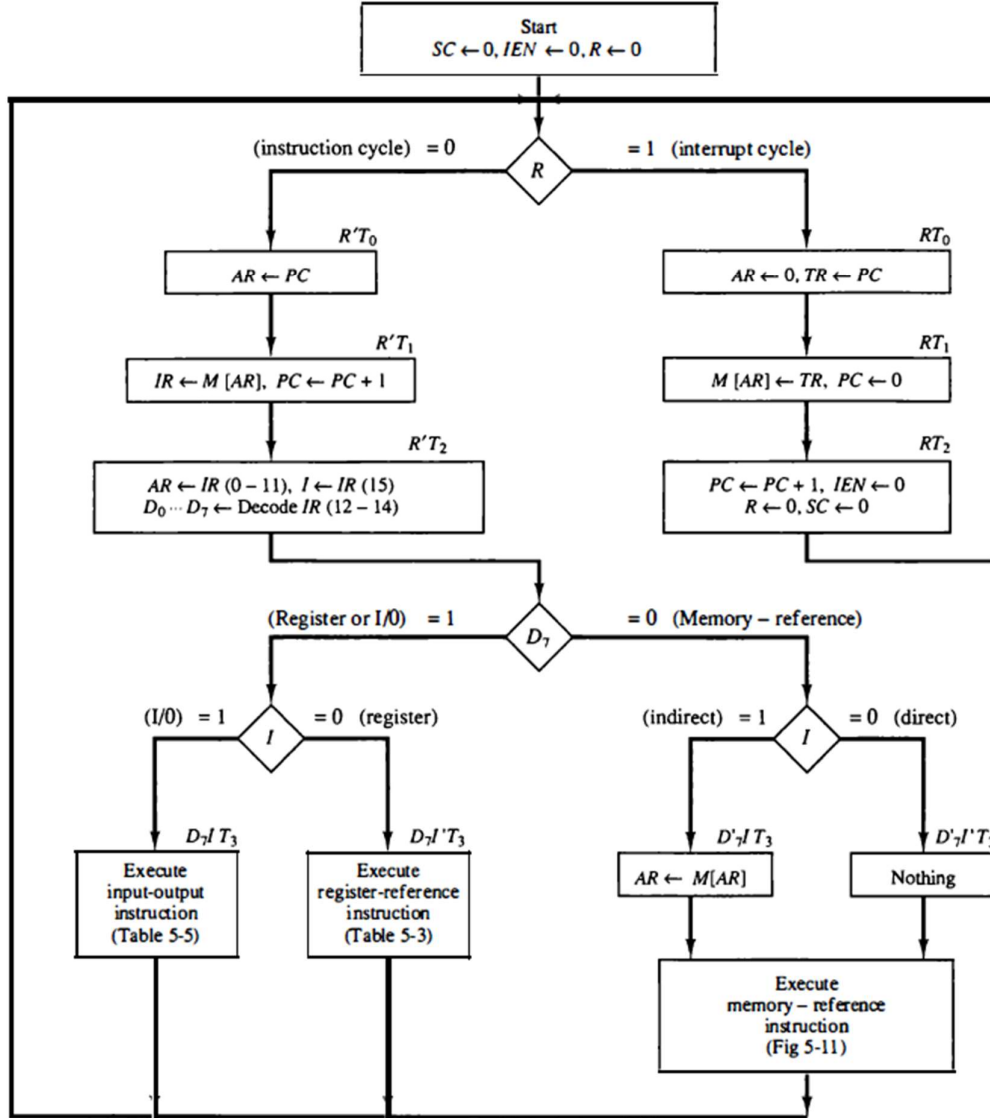 Start
SC ← 0, IEN ← 0, R ← 0
(instruction cycle) = 0
= 1 (interrupt cycle)
R
R'T₀
AR ← PC
RT₀
AR ← 0, TR ← PC
R'T₁
IR ← M [AR], PC ← PC + 1
RT₁
M [AR] ← TR, PC ← 0
R'T₂
AR ← IR (0 – 11), I ← IR (15)
D₀ ··· D₇ ← Decode IR (12 – 14)
RT₂
PC ← PC + 1, IEN ← 0
R ← 0, SC ← 0
(Register or I/0) = 1
= 0 (Memory – reference)
D₇
(I/0) = 1
= 0 (register)
I
(indirect) = 1
= 0 (direct)
I
D₇I T₃
Execute
input-output
instruction
(Table 5-5)
D₇I'T₃
Execute
register-reference
instruction
(Table 5-3)
D'₇I T₃
AR ← M[AR]
D'₇I'T₃
Nothing
Execute
memory – reference
instruction
(Fig 5-11)